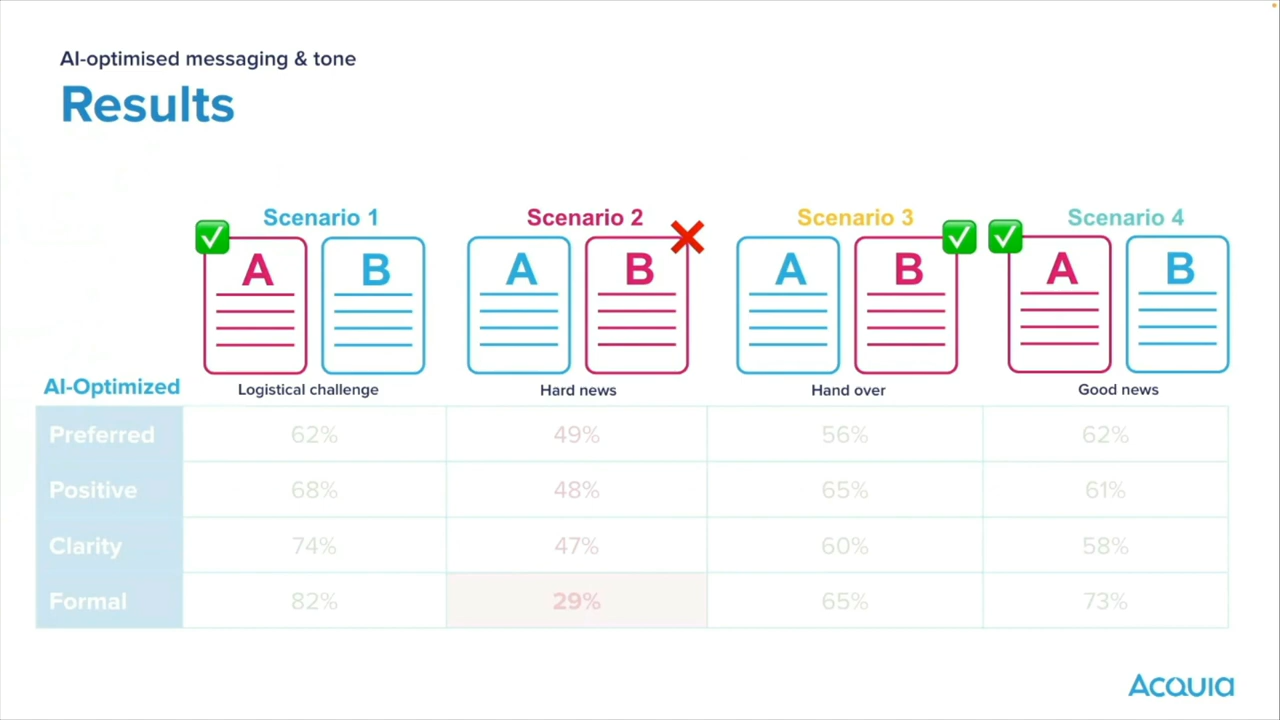 AI-optimised messaging & tone
Results
Scenario 1 Scenario 2 Scenario 3 Scenario 4
A B A B A B A B
AI-Optimized Logistical challenge Hard news Hand over Good news
Preferred 62% 49% 56% 62%
Positive 68% 48% 65% 61%
Clarity 74% 47% 60% 58%
Formal 82% 29% 65% 73%
Acquia